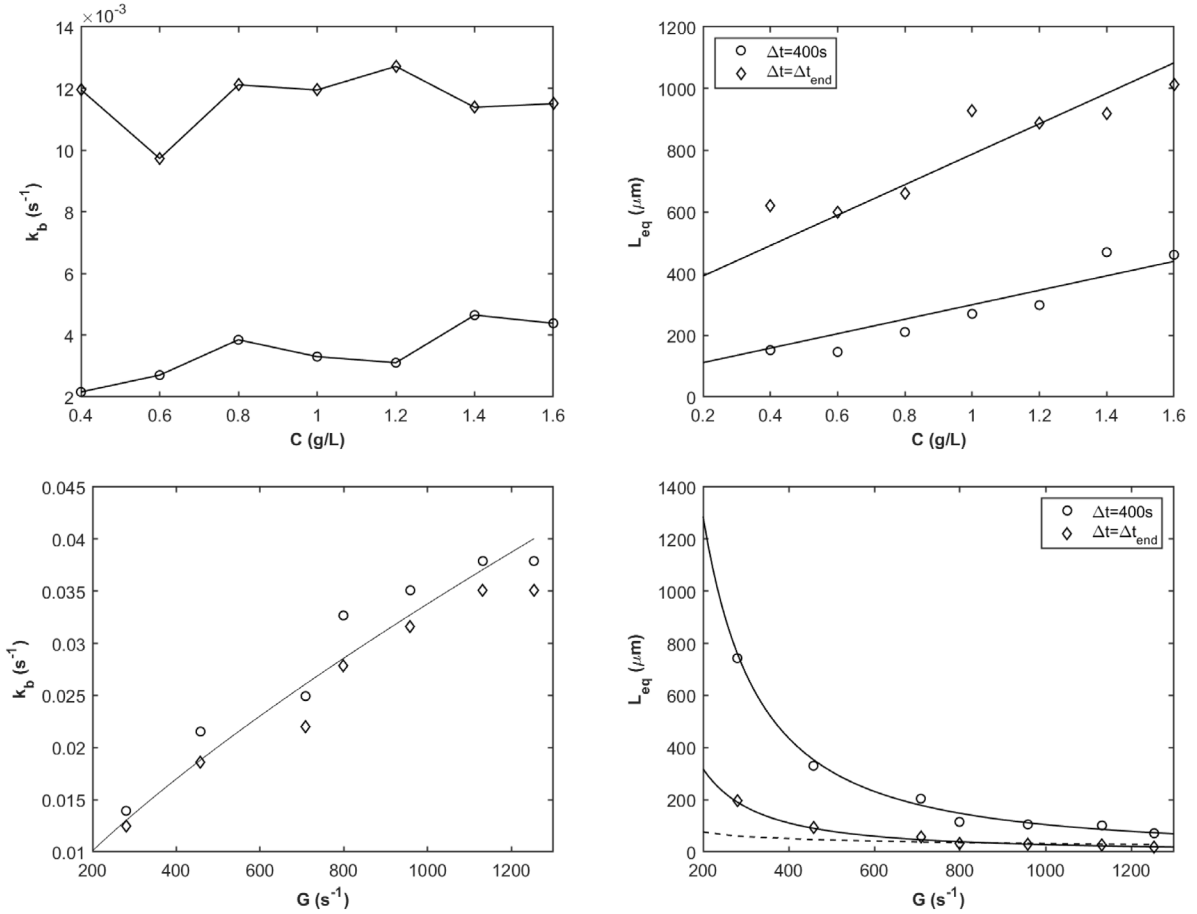 ×10⁻³
14
12
10
8
6
4
2
k_b (s⁻¹)
0.4 0.6 0.8 1 1.2 1.4 1.6
C (g/L)
1200
1000
800
600
400
200
0
L_eq (μm)
Δt=400s
Δt=Δt_end
0.2 0.4 0.6 0.8 1 1.2 1.4 1.6
C (g/L)
0.045
0.04
0.035
0.03
0.025
0.02
0.015
0.01
k_b (s⁻¹)
200 400 600 800 1000 1200
G (s⁻¹)
1400
1200
1000
800
600
400
200
0
L_eq (μm)
Δt=400s
Δt=Δt_end
200 400 600 800 1000 1200
G (s⁻¹)